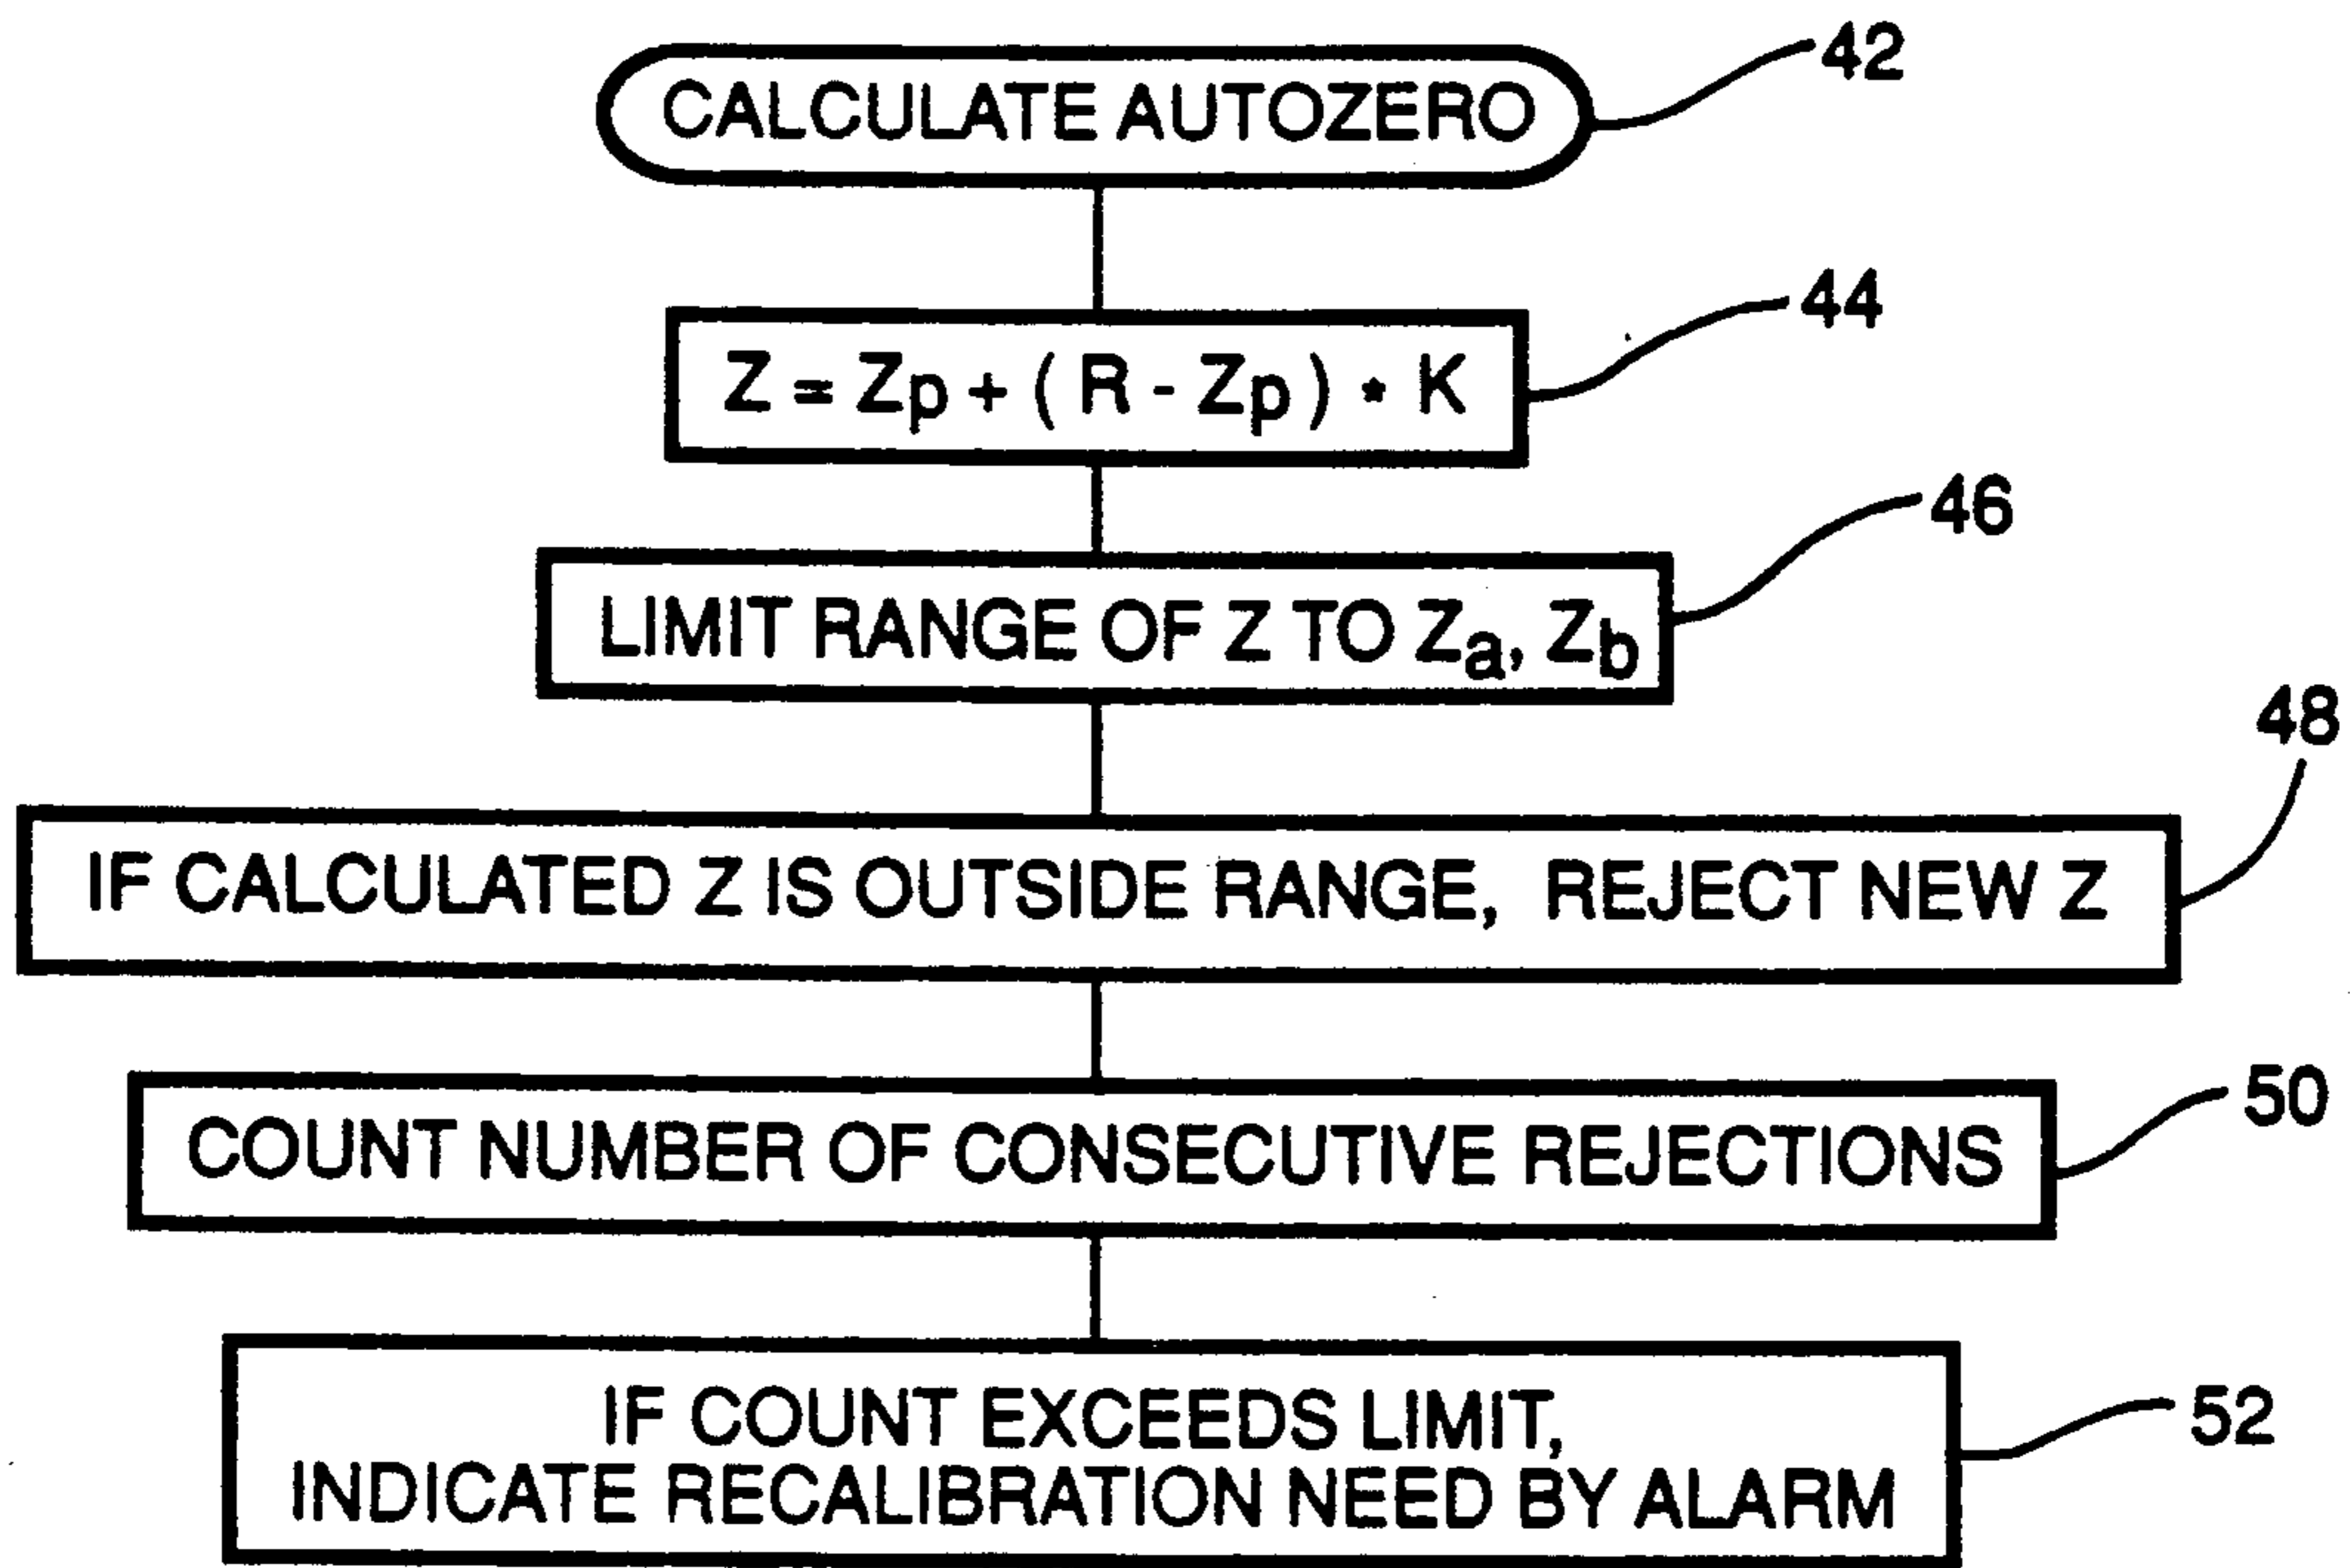 CALCULATE AUTOZERO
42
Z = Zp + ( R - Zp ) * K
44
LIMIT RANGE OF Z TO Za, Zb
46
48
IF CALCULATED Z IS OUTSIDE RANGE, REJECT NEW Z
COUNT NUMBER OF CONSECUTIVE REJECTIONS
50
IF COUNT EXCEEDS LIMIT,
INDICATE RECALIBRATION NEED BY ALARM
52